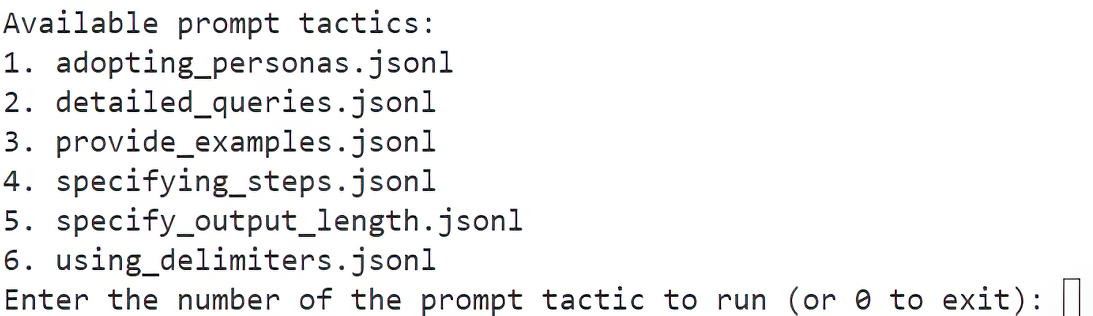 Available prompt tactics:
1. adopting_personas.jsonl
2. detailed_queries.jsonl
3. provide_examples.jsonl
4. specifying_steps.jsonl
5. specify_output_length.jsonl
6. using_delimiters.jsonl
Enter the number of the prompt tactic to run (or 0 to exit):